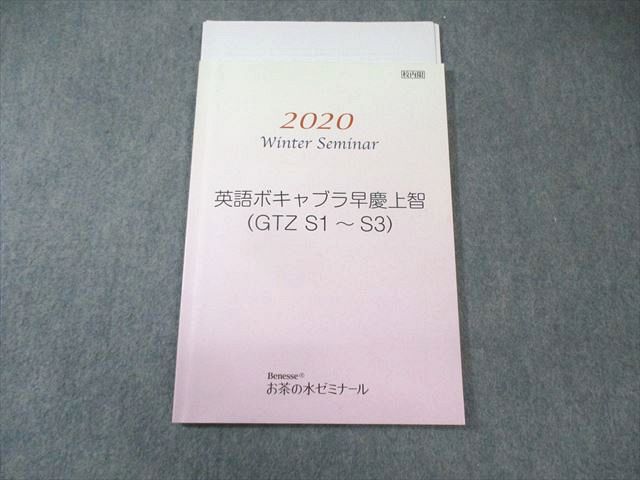 校内用
2020
Winter Seminar
英語ボキャブラ早慶上智
(GTZ S1 ～ S3)
Benesse®
お茶の水ゼミナール